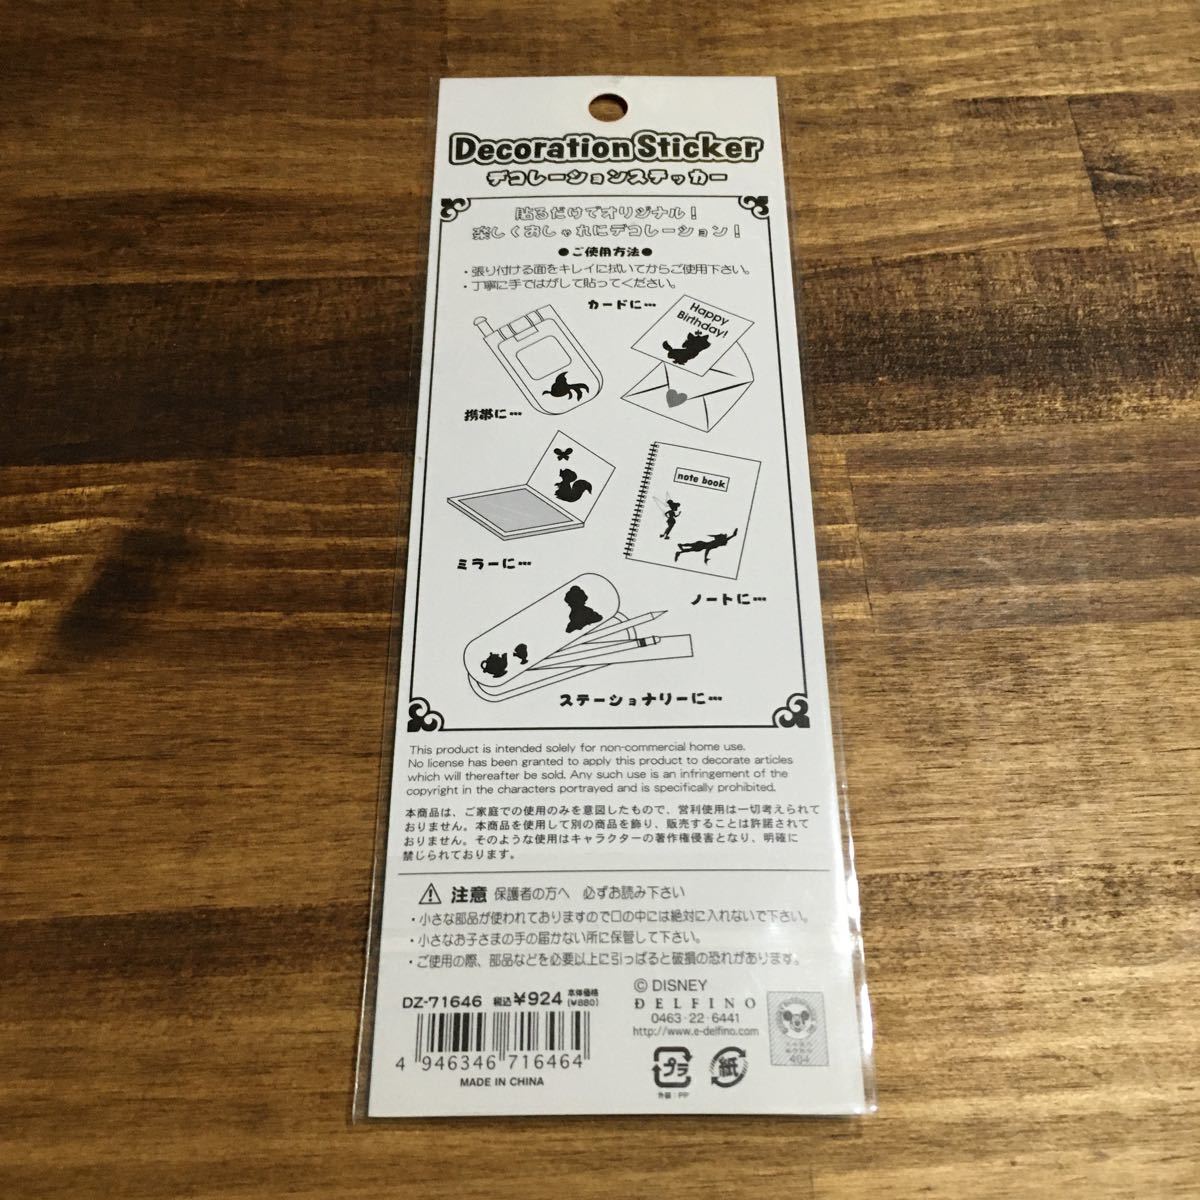 Decoration Sticker
デコレーションステッカー
貼るだけでオリジナル!
楽しくおしゃれにデコレーション!
●ご使用方法●
・張り付ける面をキレイに拭いてからご使用下さい。
・丁寧に手ではがして貼ってください。
カードに…
Happy
Birthday!
携帯に…
note book
ミラーに…
ノートに…
ステーショナリーに…
This product is intended solely for non-commercial home use.
No license has been granted to apply this product to decorate articles
which will thereafter be sold. Any such use is an infringement of the
copyright in the characters portrayed and is specifically prohibited.
本商品は、ご家庭での使用のみを意図したもので、営利使用は一切考えられて
おりません。本商品を使用して別の商品を飾り、販売することは許諾されて
おりません。そのような使用はキャラクターの著作権侵害となり、明確に
禁じられております。
注意 保護者の方へ 必ずお読み下さい
・小さな部品が使われておりますので口の中には絶対に入れないで下さい。
・小さなお子さまの手の届かない所に保管して下さい。
・ご使用の際、部品などを必要以上に引っぱると破損の恐れがあります。
DZ-71646 税込¥924 本体価格(¥880)
4 946346 716464
MADE IN CHINA
© DISNEY
DELFINO
0463-22-6441
http://www.e-delfino.com
プラ
紙
外装:PP
404